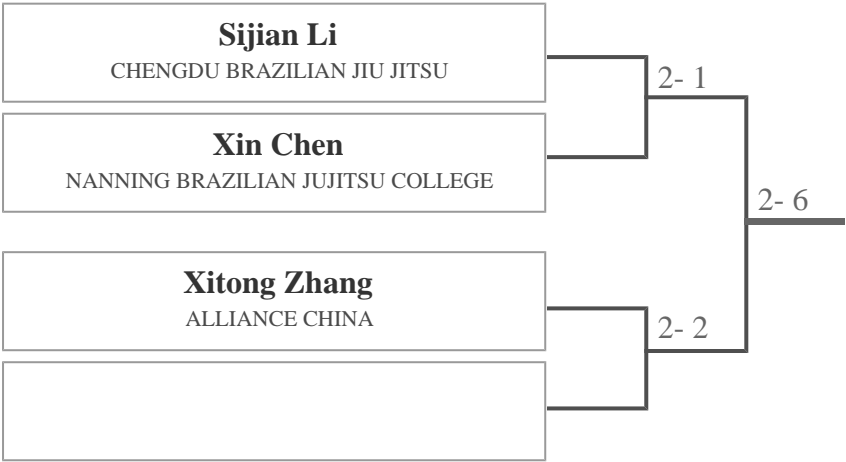 Sijian Li
CHENGDU BRAZILIAN JIU JITSU
2- 1
Xin Chen
NANNING BRAZILIAN JUJITSU COLLEGE
2- 6
Xitong Zhang
ALLIANCE CHINA
2- 2